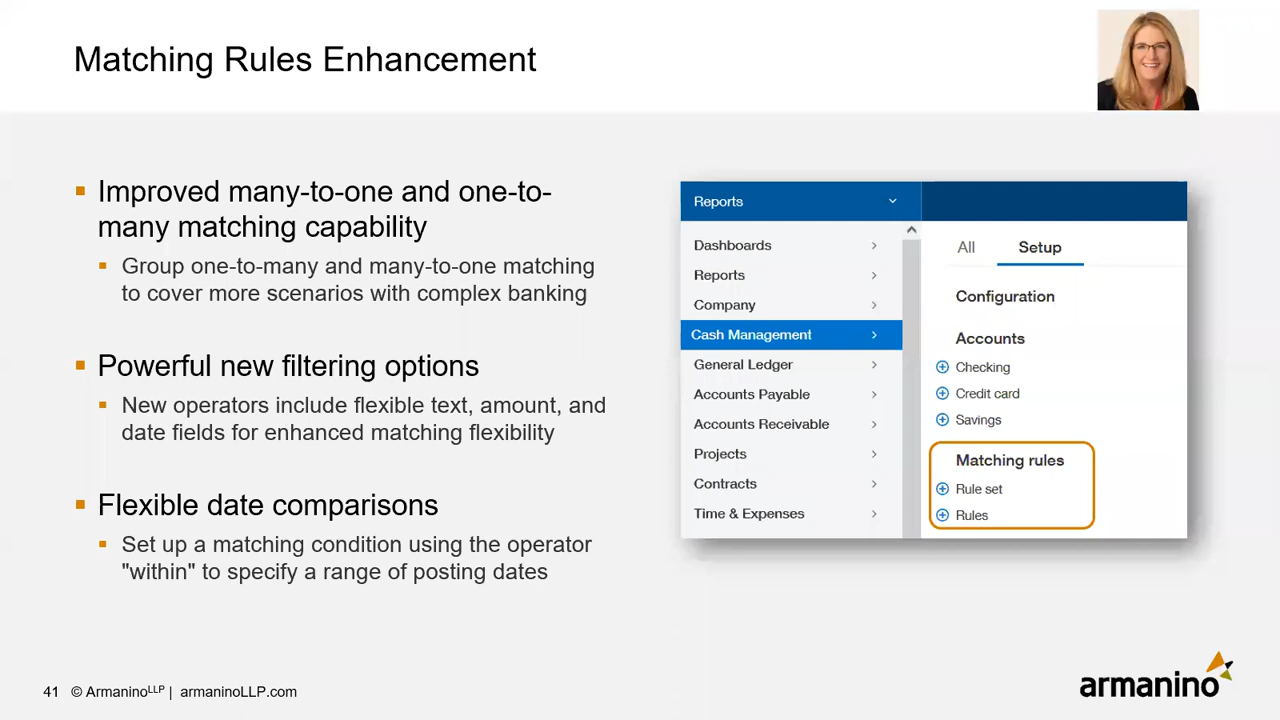 Matching Rules Enhancement
Improved many-to-one and one-to-
many matching capability
Group one-to-many and many-to-one matching
to cover more scenarios with complex banking
Powerful new filtering options
New operators include flexible text, amount, and
date fields for enhanced matching flexibility
Flexible date comparisons
Set up a matching condition using the operator
"within" to specify a range of posting dates
Reports
Dashboards
Reports
Company
Cash Management
General Ledger
Accounts Payable
Accounts Receivable
Projects
Contracts
Time & Expenses
All Setup
Configuration
Accounts
Checking
Credit card
Savings
Matching rules
Rule set
Rules
41 © ArmaninoLLP | armaninoLLP.com
armanino